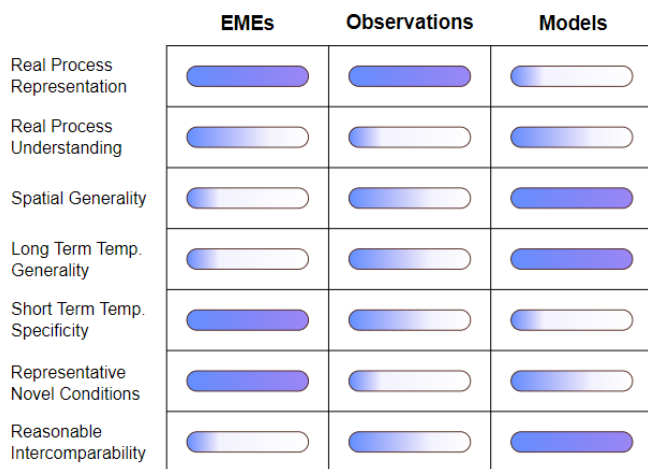 EMEs Observations Models
Real Process
Representation
Real Process
Understanding
Spatial Generality
Long Term Temp.
Generality
Short Term Temp.
Specificity
Representative
Novel Conditions
Reasonable
Intercomparability